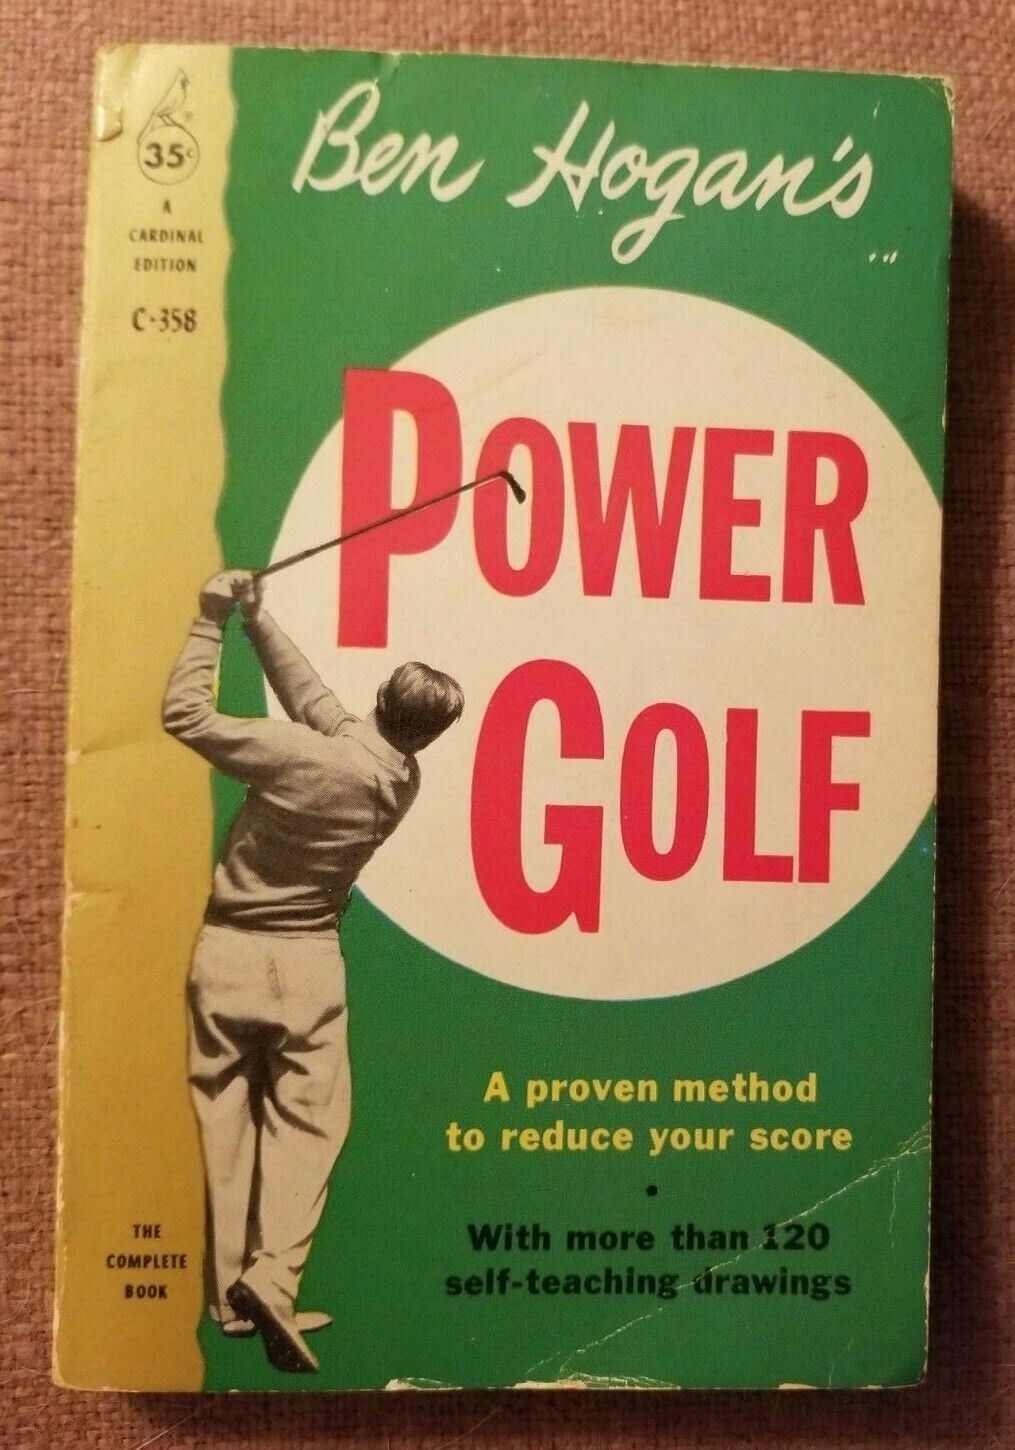 35¢
A
CARDINAL
EDITION
C-358
Ben Hogan's
POWER
GOLF
A proven method
to reduce your score
•
With more than 120
self-teaching drawings
THE
COMPLETE
BOOK